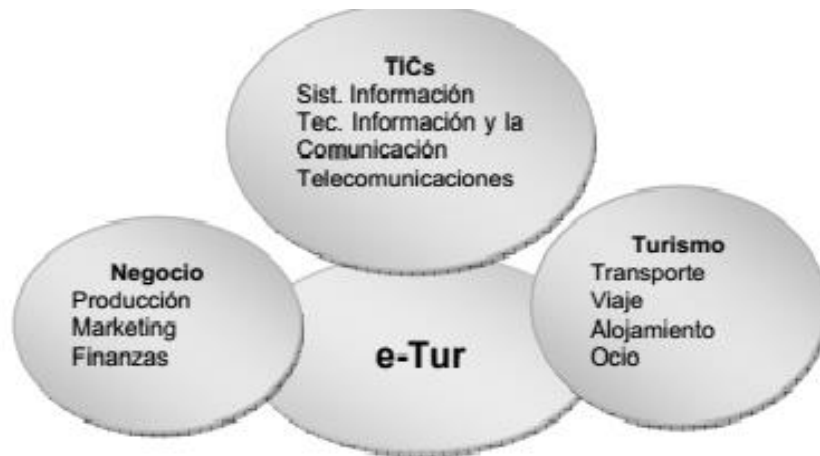 TICs
Sist. Información
Tec. Información y la
Comunicación
Telecomunicaciones
Negocio
Producción
Marketing
Finanzas
e-Tur
Turismo
Transporte
Viaje
Alojamiento
Ocio